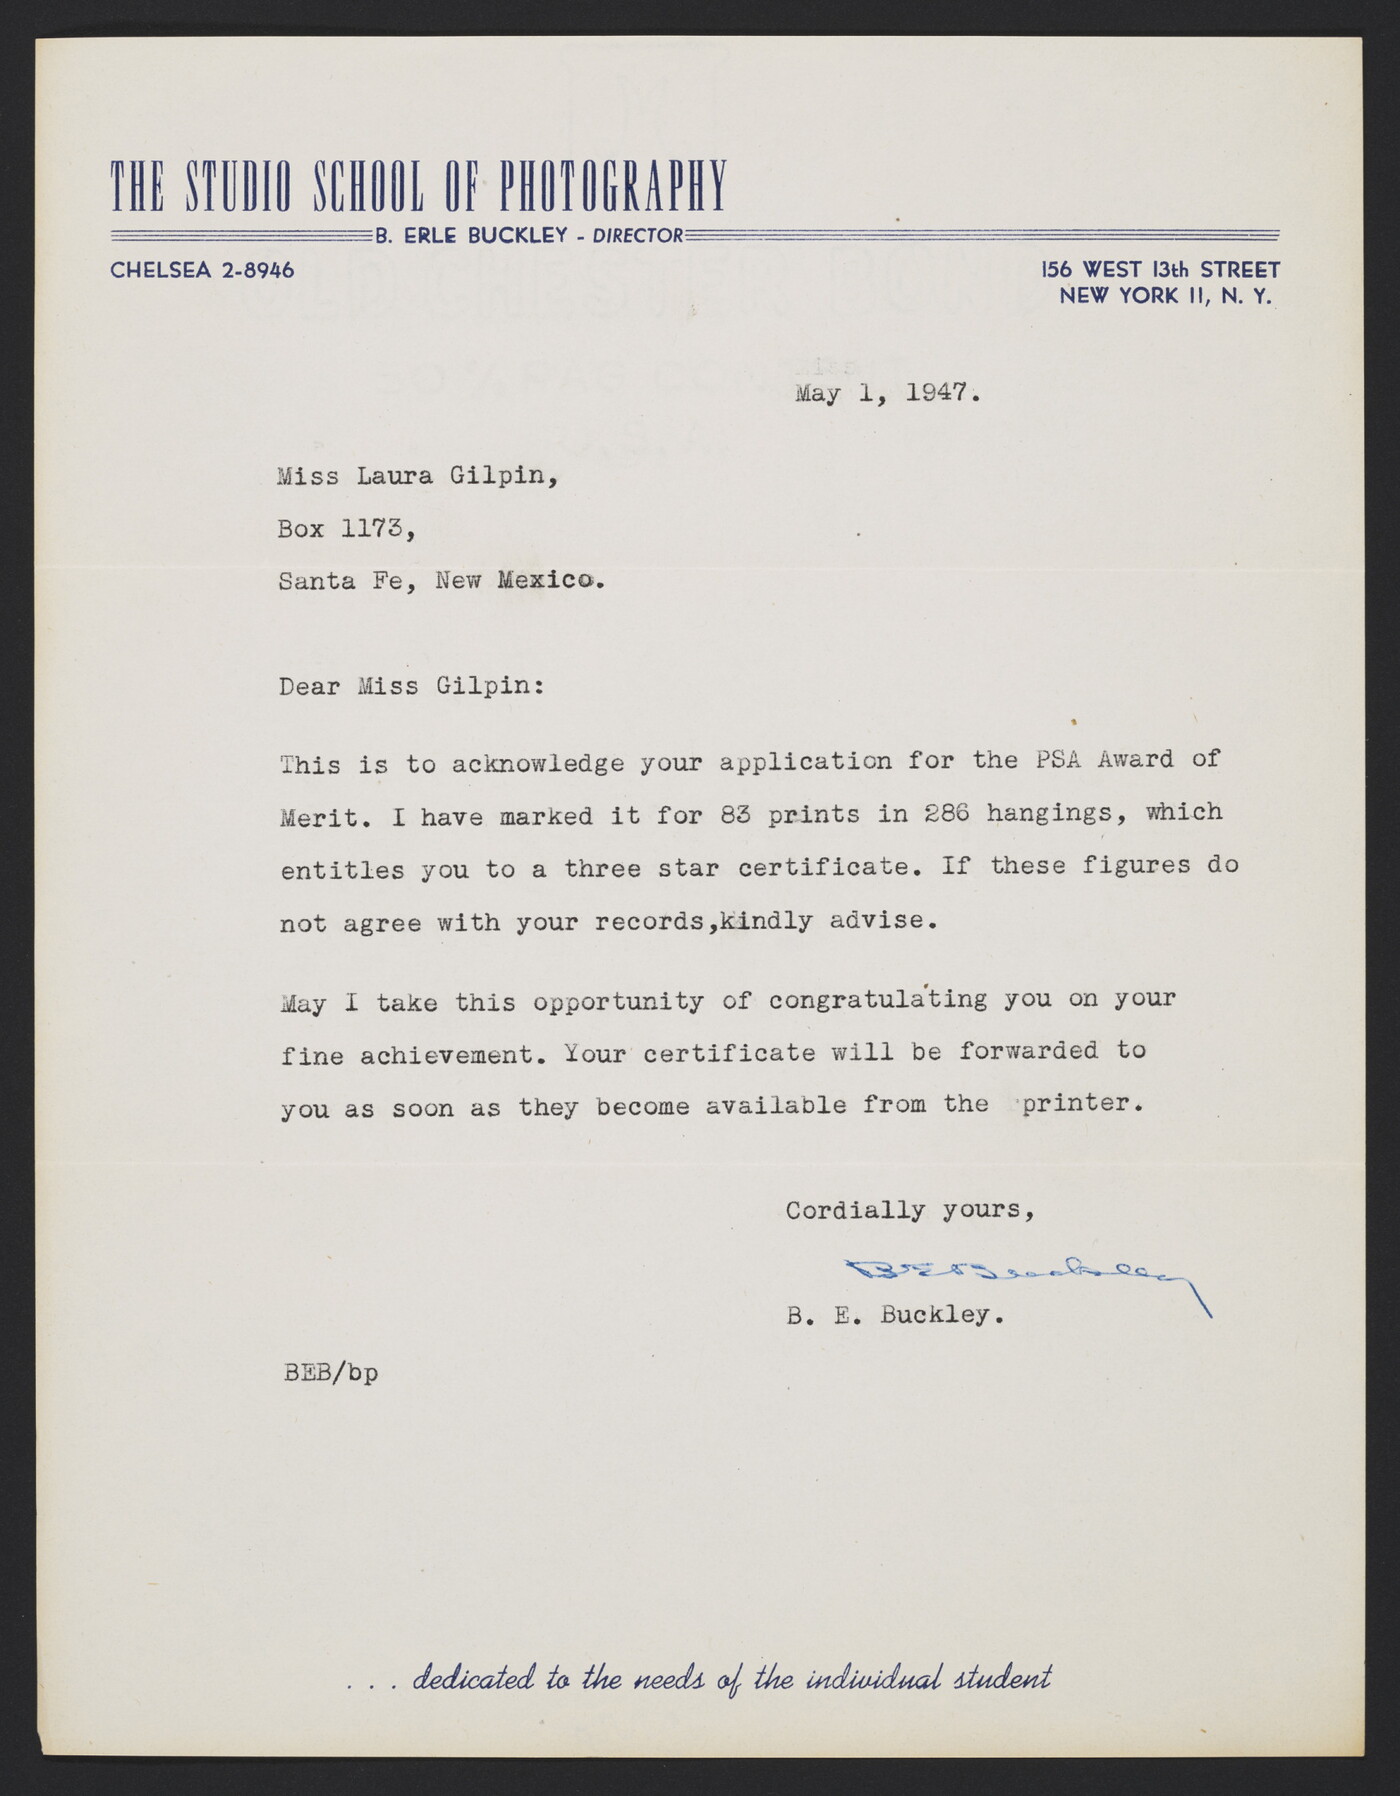 THE STUDIO SCHOOL OF PHOTOGRAPHY
B. ERLE BUCKLEY - DIRECTOR
CHELSEA 2-8946
156 WEST 13th STREET
NEW YORK 11, N. Y.
May 1, 1947.
Miss Laura Gilpin,
Box 1173,
Santa Fe, New Mexico.
Dear Miss Gilpin:
This is to acknowledge your application for the PSA Award of
Merit. I have marked it for 83 prints in 286 hangings, which
entitles you to a three star certificate. If these figures do
not agree with your records,kindly advise.
May I take this opportunity of congratulating you on your
fine achievement. Your certificate will be forwarded to
you as soon as they become available from the printer.
Cordially yours,
B E Buckley
B. E. Buckley.
BEB/bp
. . . dedicated to the needs of the individual student